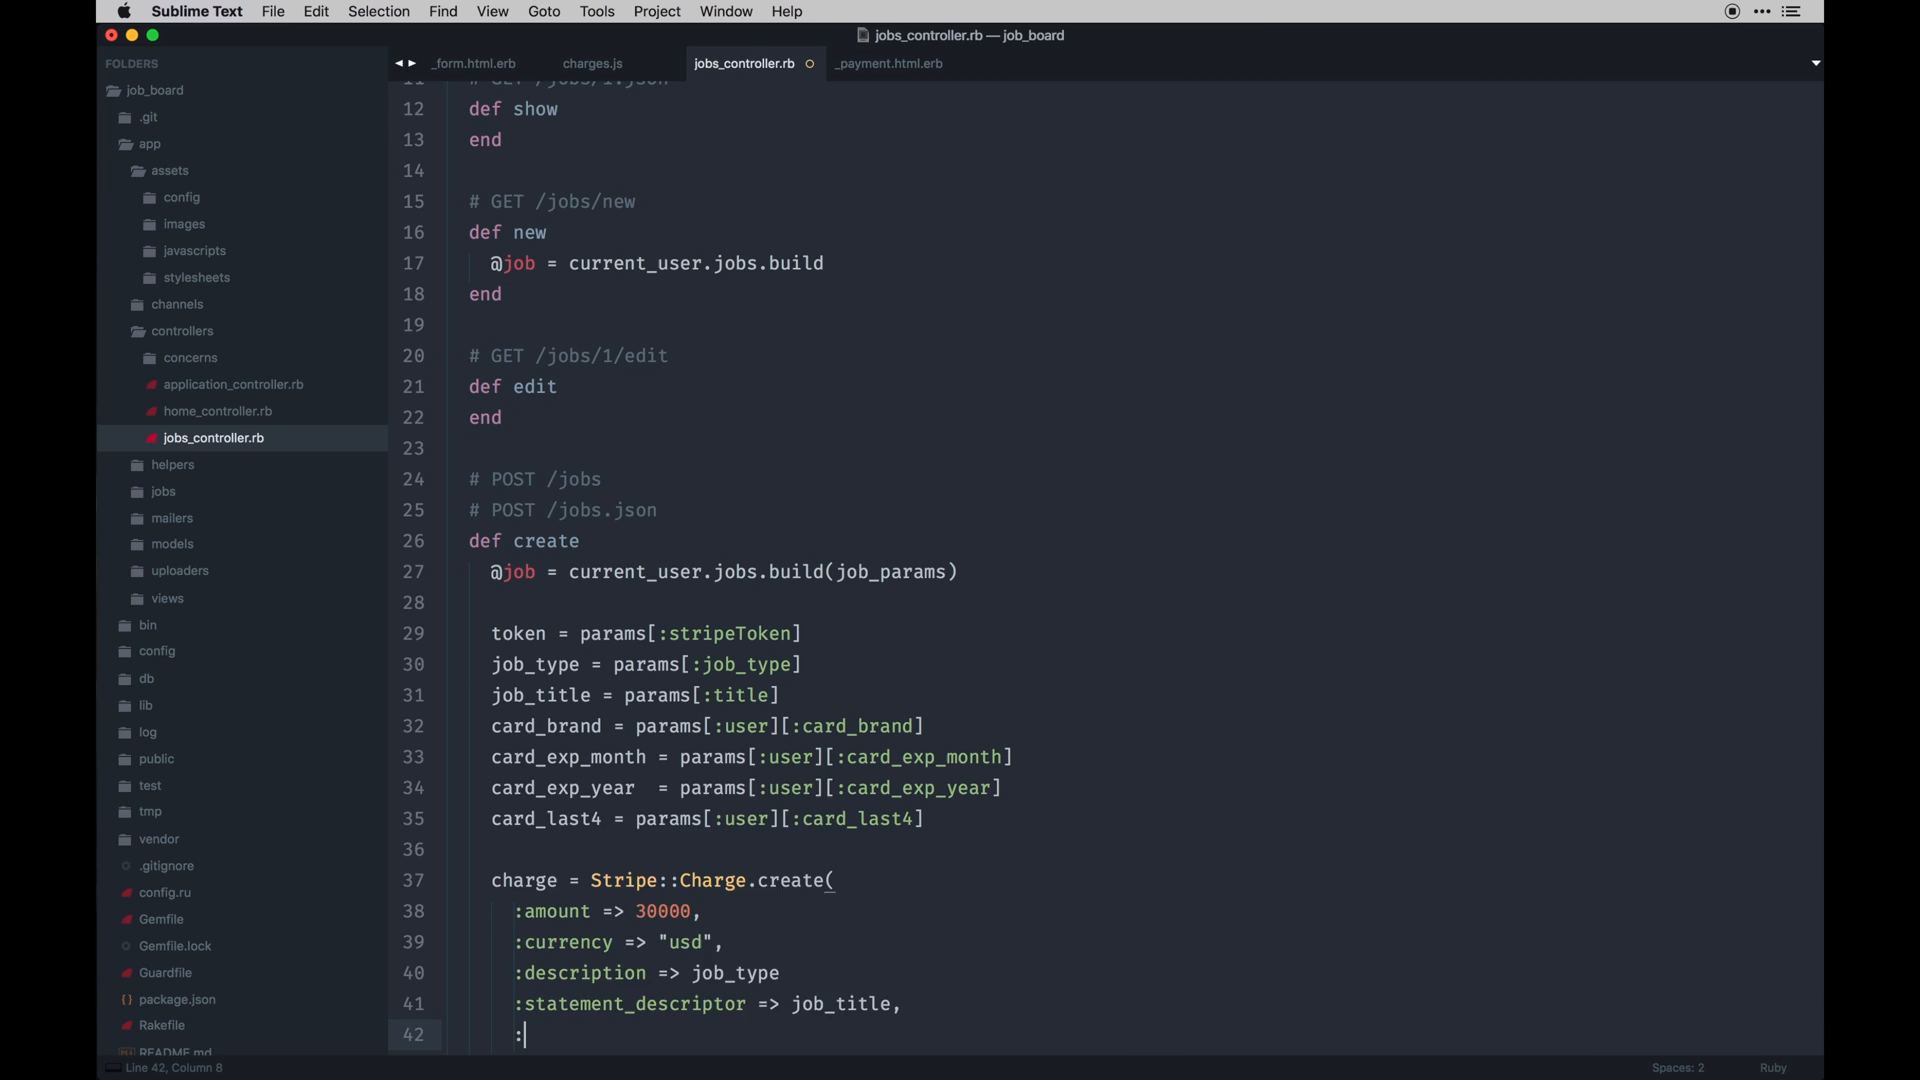 Sublime Text File Edit Selection Find View Goto Tools Project Window Help
jobs_controller.rb — job_board
FOLDERS
job_board
.git
app
assets
config
images
javascripts
stylesheets
channels
controllers
concerns
application_controller.rb
home_controller.rb
jobs_controller.rb
helpers
jobs
mailers
models
uploaders
views
bin
config
db
lib
log
public
test
tmp
vendor
.gitignore
config.ru
Gemfile
Gemfile.lock
Guardfile
package.json
Rakefile
README.md
_form.html.erb charges.js jobs_controller.rb _payment.html.erb
11 # GET /jobs/1.json
12 def show
13 end
14
15 # GET /jobs/new
16 def new
17 @job = current_user.jobs.build
18 end
19
20 # GET /jobs/1/edit
21 def edit
22 end
23
24 # POST /jobs
25 # POST /jobs.json
26 def create
27 @job = current_user.jobs.build(job_params)
28
29 token = params[:stripeToken]
30 job_type = params[:job_type]
31 job_title = params[:title]
32 card_brand = params[:user][:card_brand]
33 card_exp_month = params[:user][:card_exp_month]
34 card_exp_year  = params[:user][:card_exp_year]
35 card_last4 = params[:user][:card_last4]
36
37 charge = Stripe::Charge.create(
38 :amount => 30000,
39 :currency => "usd",
40 :description => job_type
41 :statement_descriptor => job_title,
42 :
Line 42, Column 8 Spaces: 2 Ruby